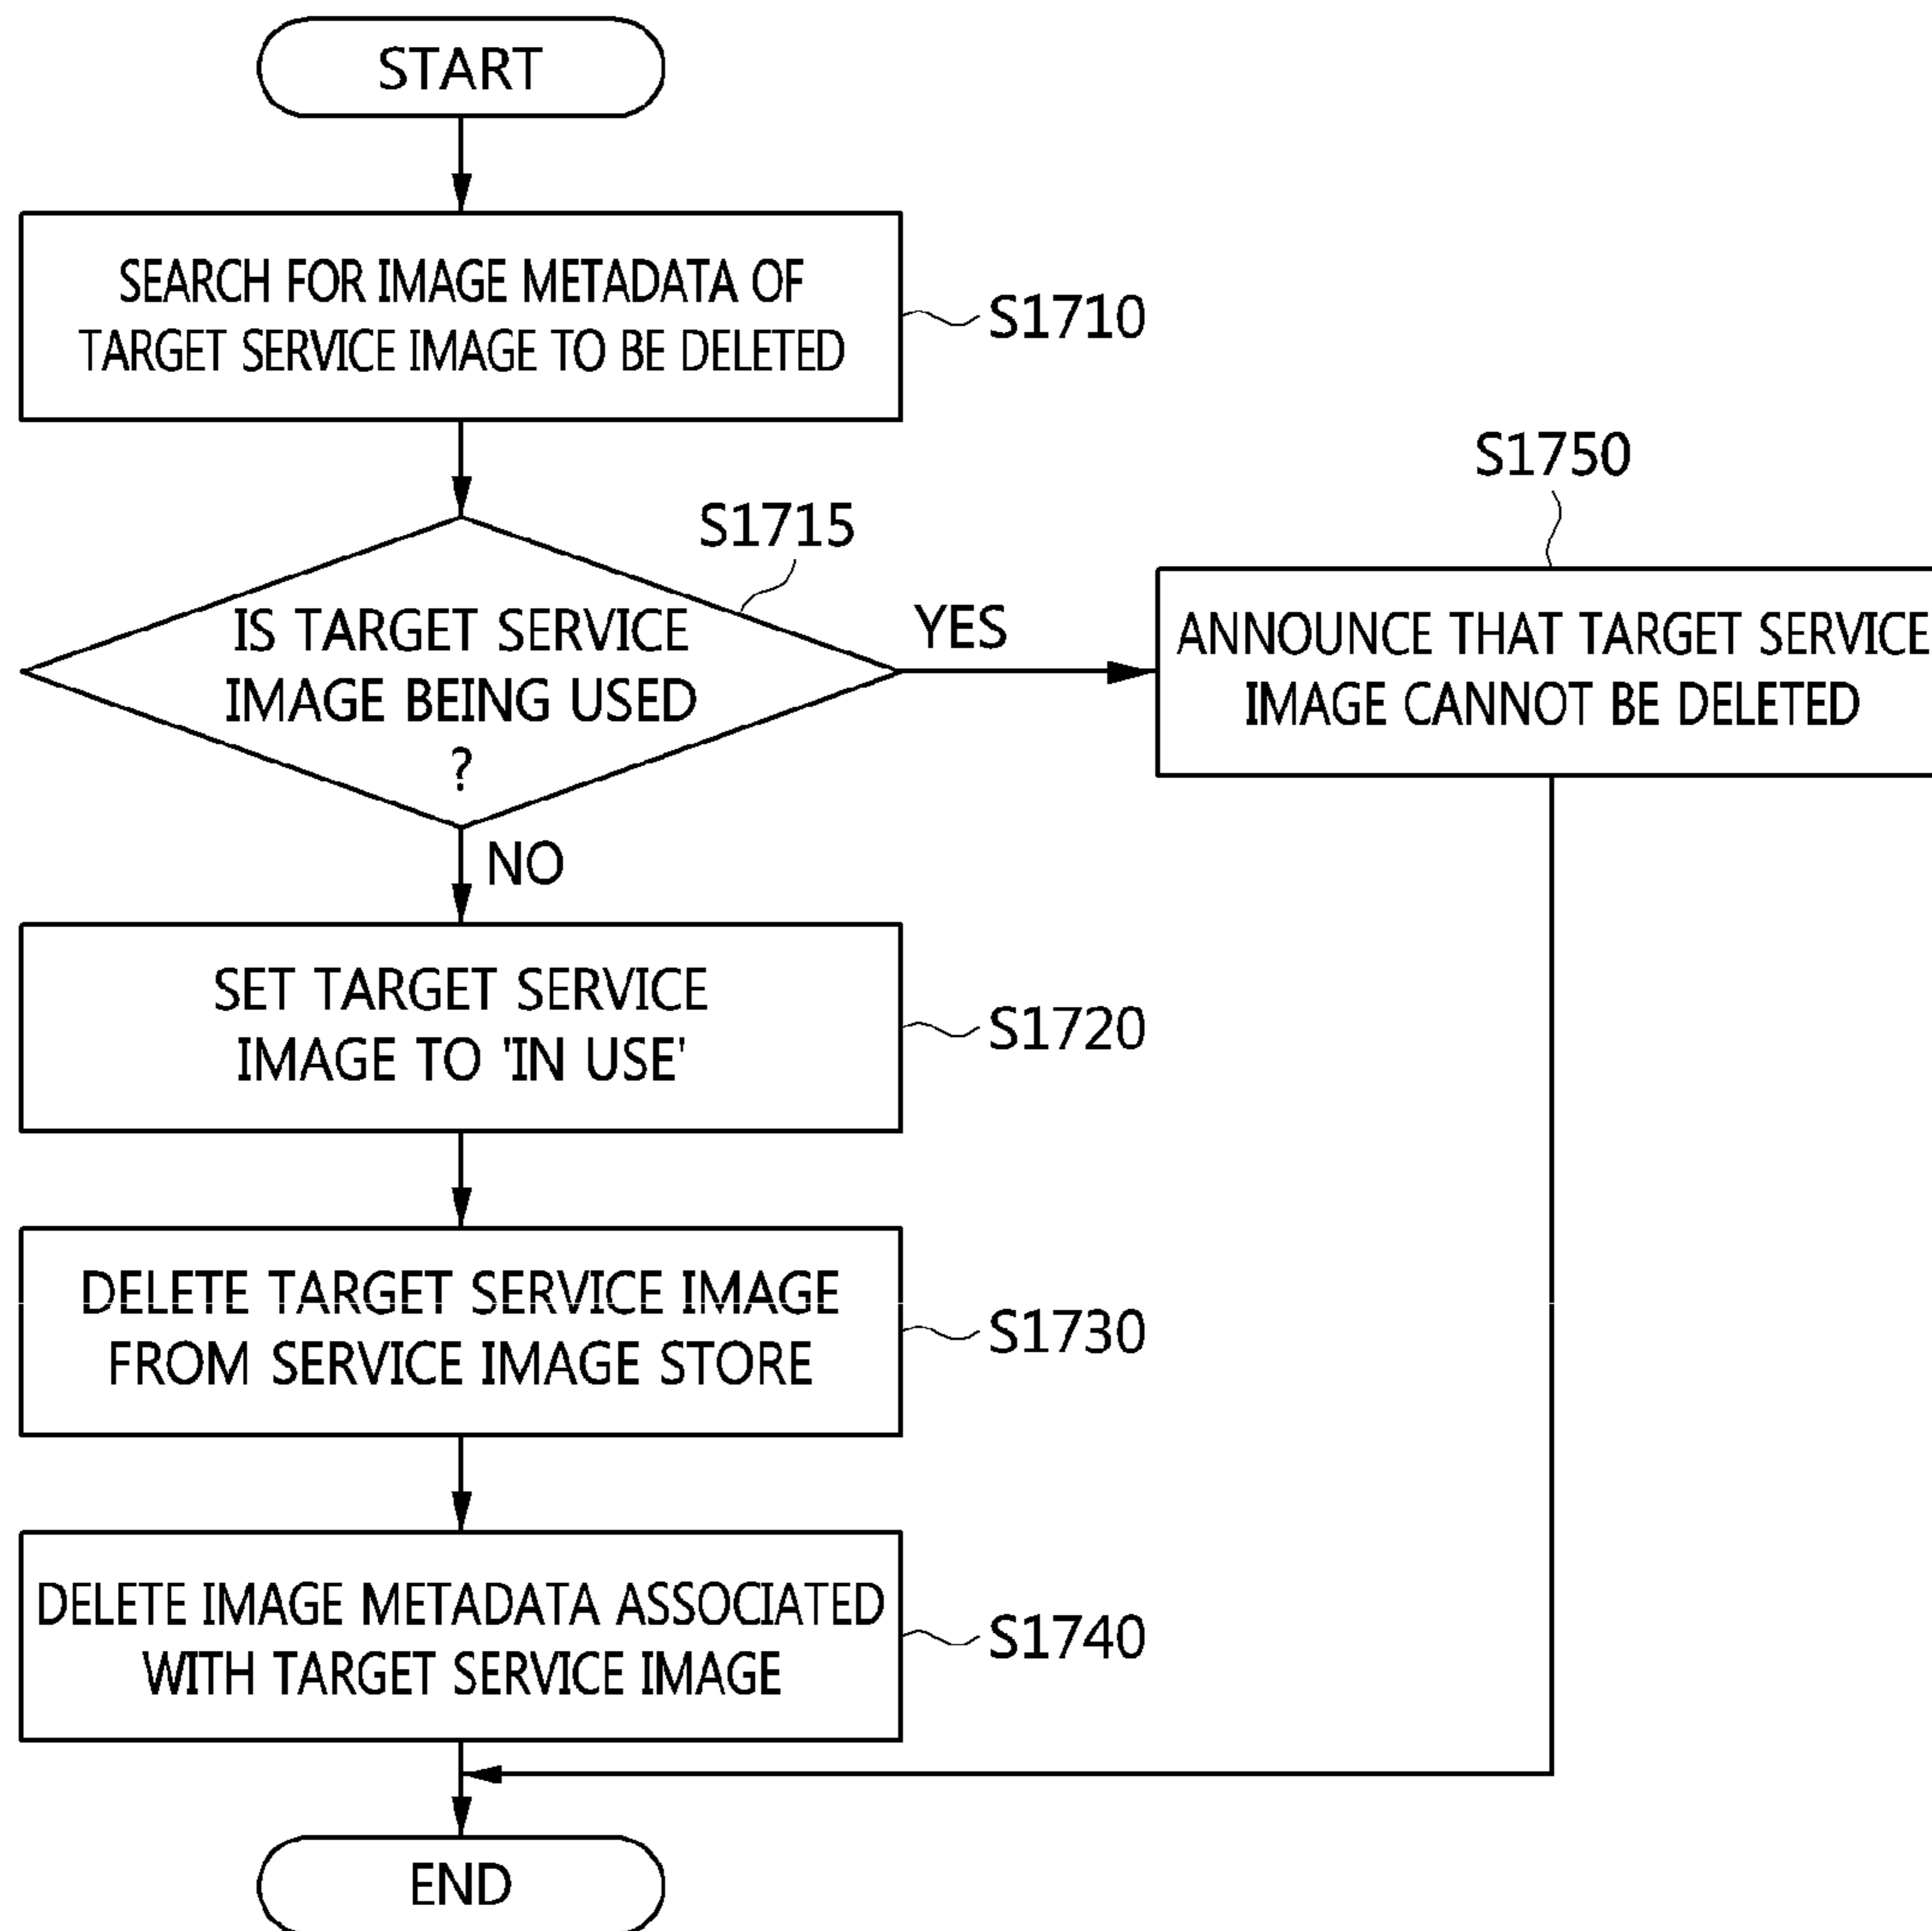 START
SEARCH FOR IMAGE METADATA OF
TARGET SERVICE IMAGE TO BE DELETED
S1710
S1715
IS TARGET SERVICE
IMAGE BEING USED
?
YES
S1750
ANNOUNCE THAT TARGET SERVICE
IMAGE CANNOT BE DELETED
NO
SET TARGET SERVICE
IMAGE TO 'IN USE'
S1720
DELETE TARGET SERVICE IMAGE
FROM SERVICE IMAGE STORE
S1730
DELETE IMAGE METADATA ASSOCIATED
WITH TARGET SERVICE IMAGE
S1740
END